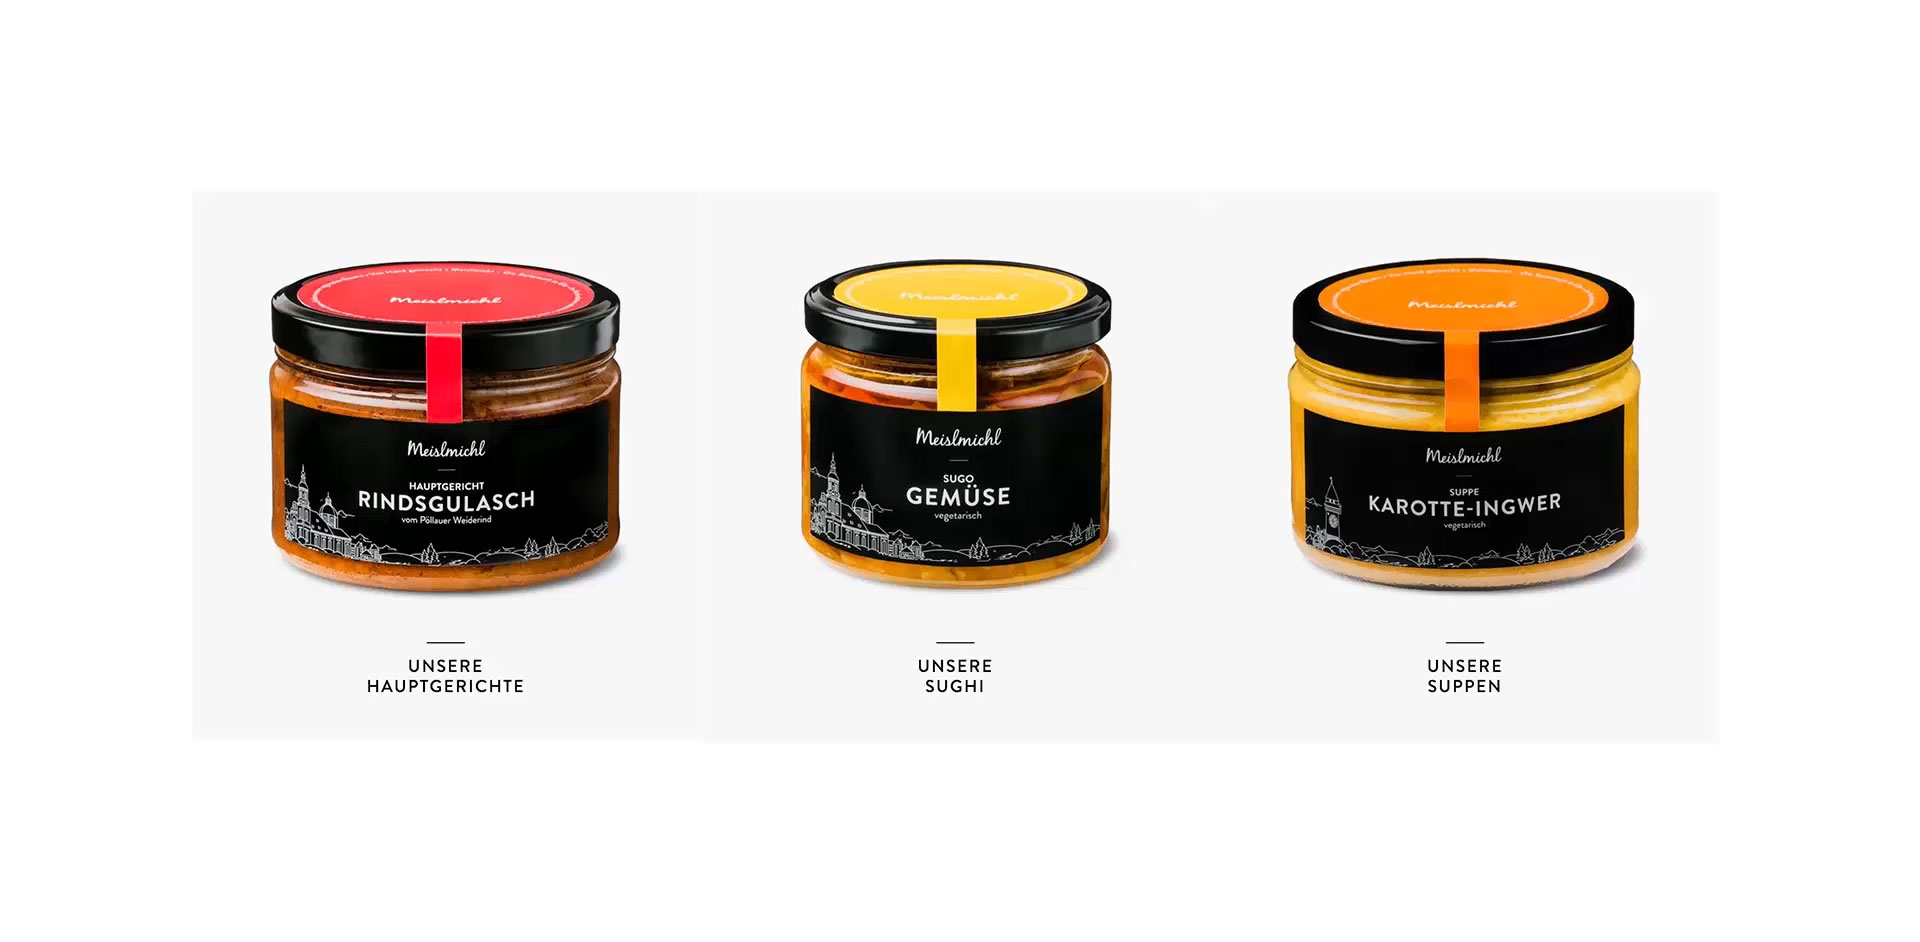 Meislmichl
Meislmichl
HAUPTGERICHT
RINDSGULASCH
vom Pöllauer Weiderind
UNSERE
HAUPTGERICHTE
Meislmichl
Meislmichl
SUGO
GEMÜSE
vegetarisch
UNSERE
SUGHI
Meislmichl
Meislmichl
SUPPE
KAROTTE-INGWER
vegetarisch
UNSERE
SUPPEN